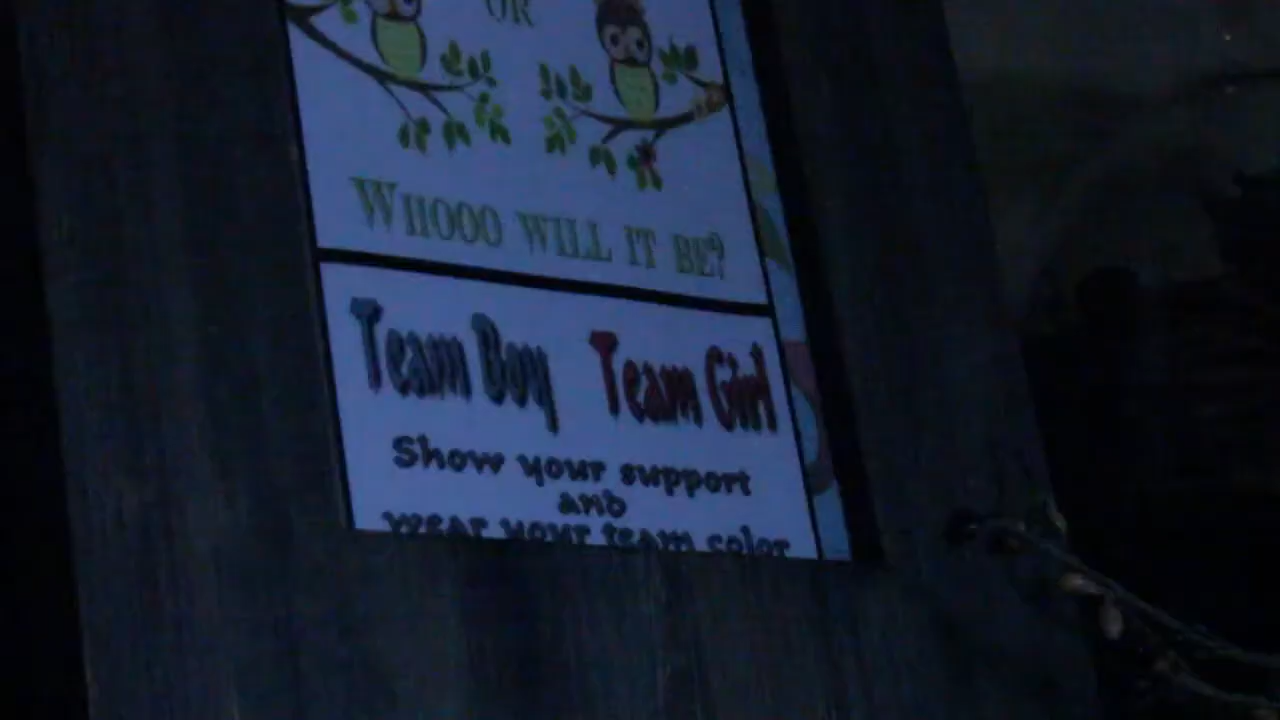 OR
WHOOO WILL IT BE?
Team Boy Team Girl
Show your support
and
wear your team color